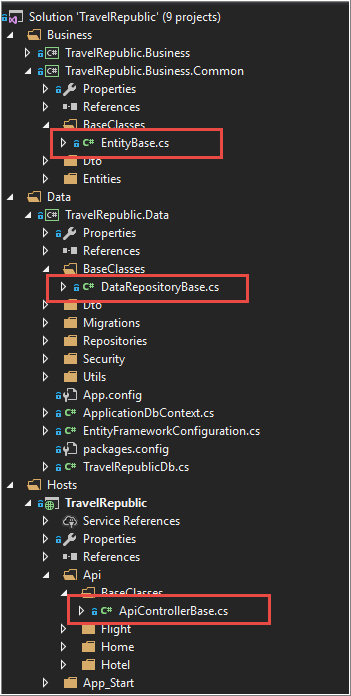 Solution 'TravelRepublic' (9 projects)
Business
C# TravelRepublic.Business
C# TravelRepublic.Business.Common
Properties
References
BaseClasses
C# EntityBase.cs
Dto
Entities
Data
C# TravelRepublic.Data
Properties
References
BaseClasses
C# DataRepositoryBase.cs
Dto
Migrations
Repositories
Security
Utils
App.config
C# ApplicationDbContext.cs
C# EntityFrameworkConfiguration.cs
packages.config
C# TravelRepublicDb.cs
Hosts
TravelRepublic
Service References
Properties
References
Api
BaseClasses
C# ApiControllerBase.cs
Flight
Home
Hotel
App_Start